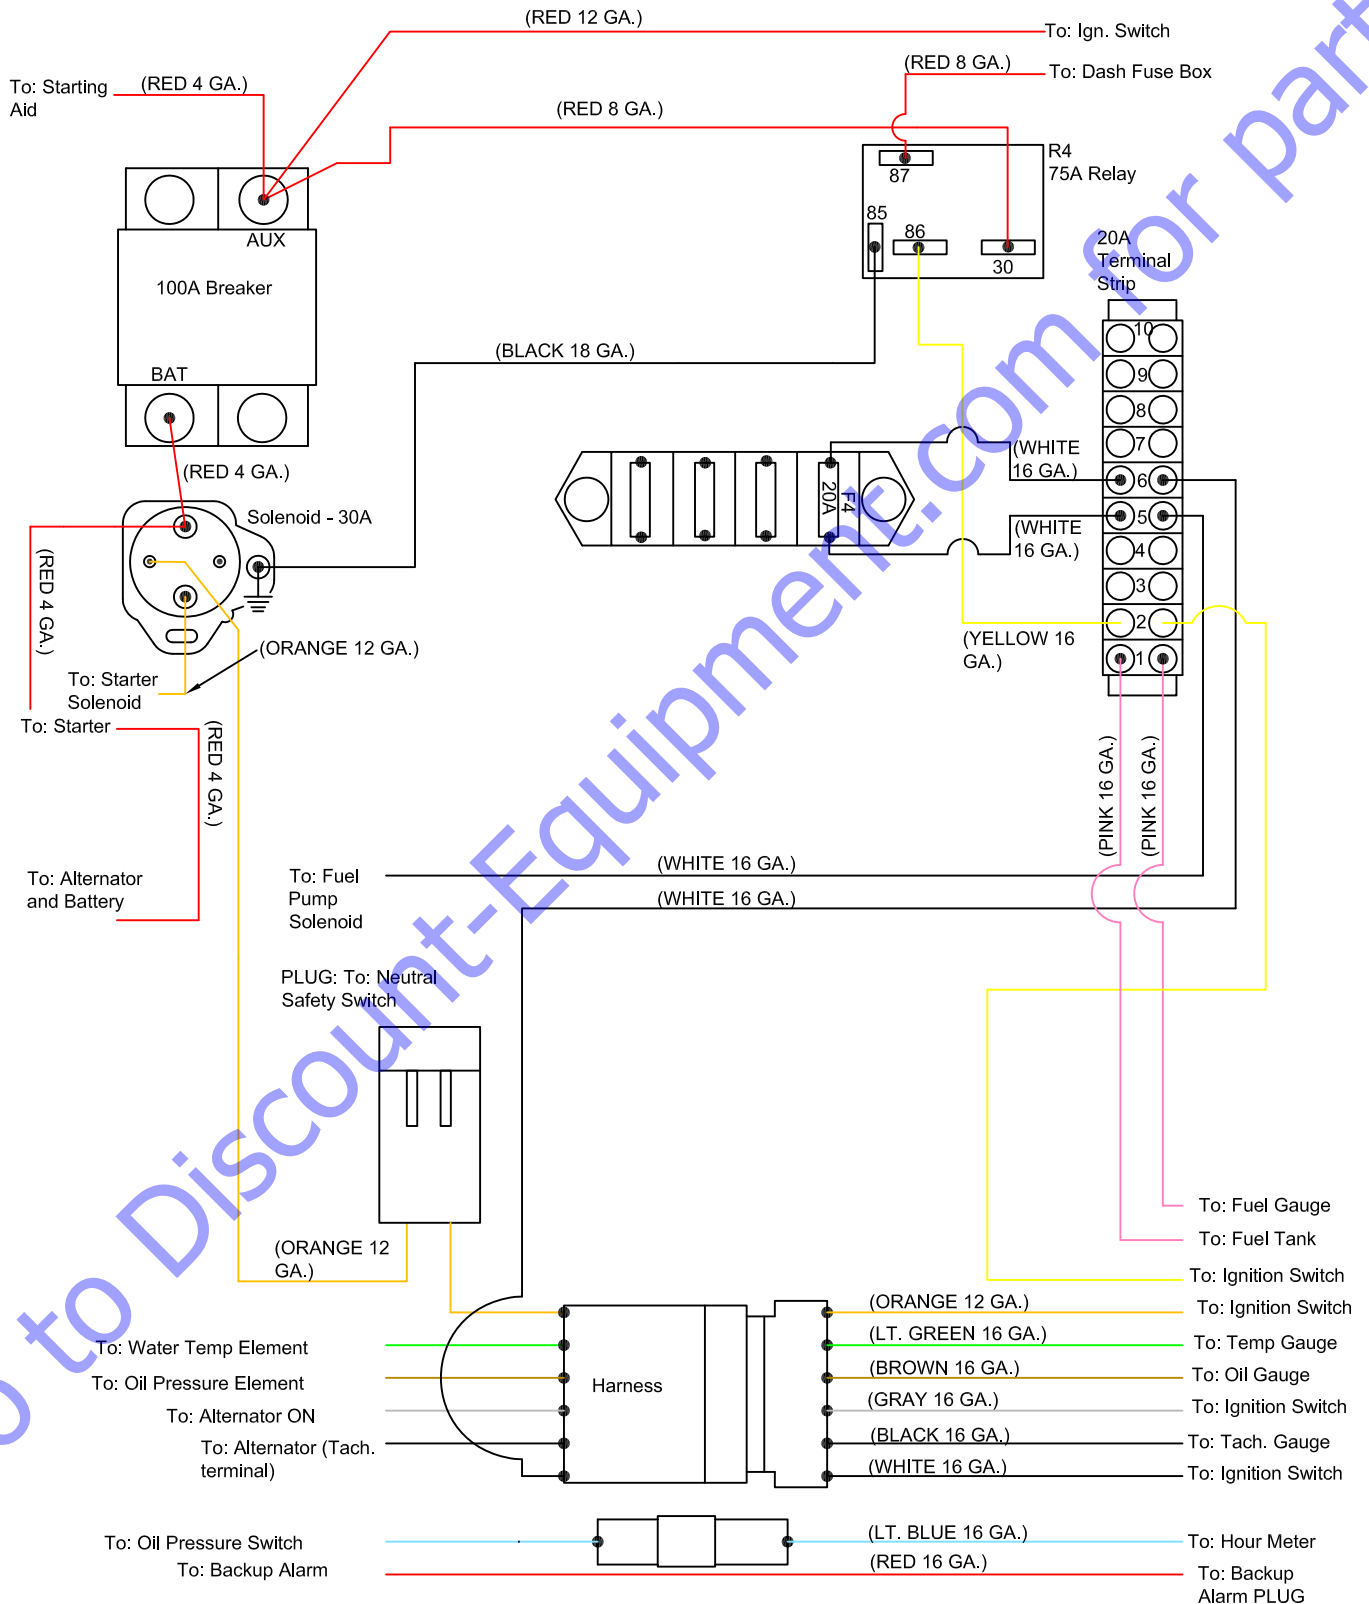 (RED 12 GA.)
To: Ign. Switch
(RED 8 GA.)
To: Dash Fuse Box
To: Starting
Aid
(RED 4 GA.)
(RED 8 GA.)
R4
75A Relay
87
85
86
30
AUX
100A Breaker
BAT
20A
Terminal
Strip
10
9
8
7
6
5
4
3
2
1
(BLACK 18 GA.)
(RED 4 GA.)
(WHITE
16 GA.)
F4
20A
(WHITE
16 GA.)
Solenoid - 30A
(RED 4 GA.)
(ORANGE 12 GA.)
(YELLOW 16
GA.)
To: Starter
Solenoid
To: Starter
(RED 4 GA.)
(PINK 16 GA.)
(PINK 16 GA.)
To: Alternator
and Battery
To: Fuel
Pump
Solenoid
(WHITE 16 GA.)
(WHITE 16 GA.)
PLUG: To: Neutral
Safety Switch
(ORANGE 12
GA.)
To: Fuel Gauge
To: Fuel Tank
To: Ignition Switch
(ORANGE 12 GA.)
To: Ignition Switch
To: Water Temp Element
(LT. GREEN 16 GA.)
To: Temp Gauge
To: Oil Pressure Element
Harness
(BROWN 16 GA.)
To: Oil Gauge
To: Alternator ON
(GRAY 16 GA.)
To: Ignition Switch
To: Alternator (Tach.
terminal)
(BLACK 16 GA.)
To: Tach. Gauge
(WHITE 16 GA.)
To: Ignition Switch
To: Oil Pressure Switch
(LT. BLUE 16 GA.)
To: Hour Meter
To: Backup Alarm
(RED 16 GA.)
To: Backup
Alarm PLUG
to Discount-Equipment.com for part